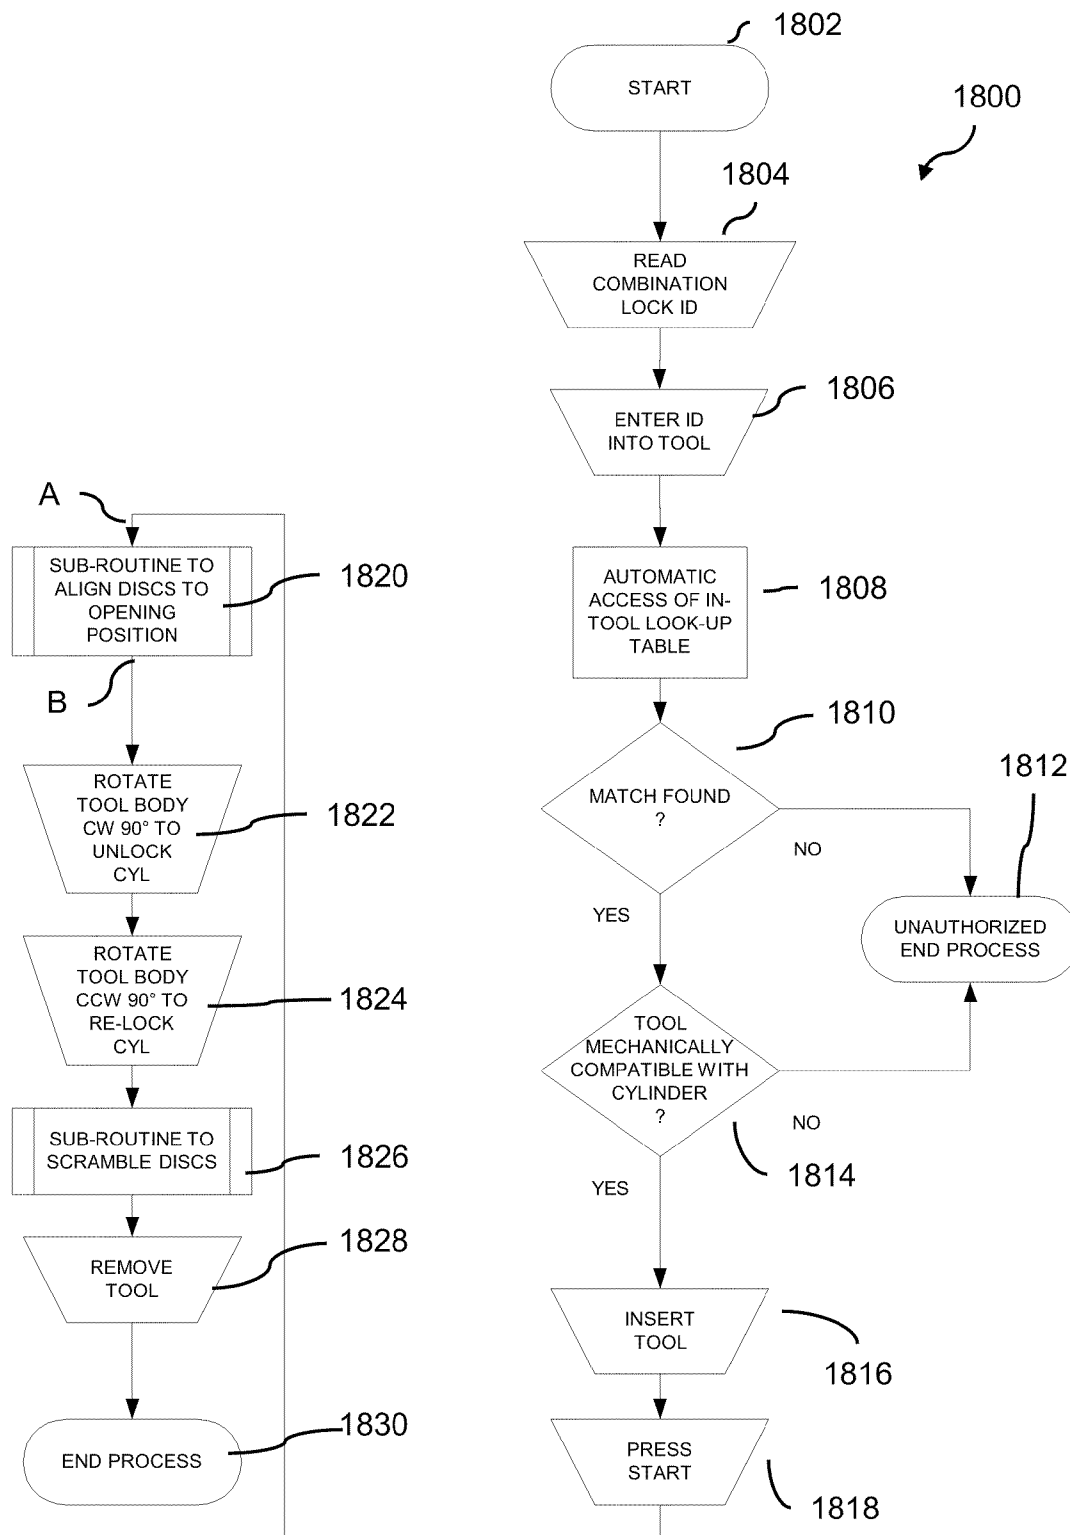 1802
START
1800
1804
READ
COMBINATION
LOCK ID
1806
ENTER ID
INTO TOOL
1808
AUTOMATIC
ACCESS OF IN-
TOOL LOOK-UP
TABLE
1810
MATCH FOUND
?
NO
YES
1812
UNAUTHORIZED
END PROCESS
TOOL
MECHANICALLY
COMPATIBLE WITH
CYLINDER
?
NO
1814
YES
INSERT
TOOL
1816
PRESS
START
1818
A
SUB-ROUTINE TO
ALIGN DISCS TO
OPENING
POSITION
1820
B
ROTATE
TOOL BODY
CW 90° TO
UNLOCK
CYL
1822
ROTATE
TOOL BODY
CCW 90° TO
RE-LOCK
CYL
1824
SUB-ROUTINE TO
SCRAMBLE DISCS
1826
REMOVE
TOOL
1828
END PROCESS
1830